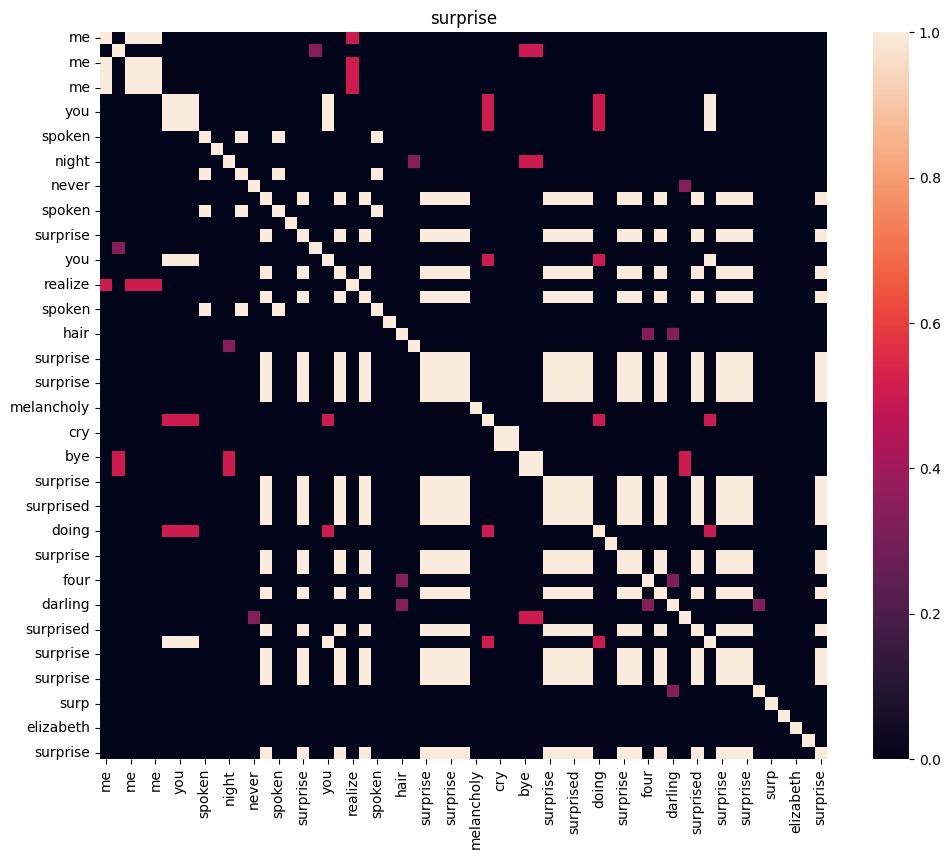 surprise
me
me
me
you
spoken
night
never
spoken
surprise
you
realize
spoken
hair
surprise
surprise
melancholy
cry
bye
surprise
surprised
doing
surprise
four
darling
surprised
surprise
surprise
surp
elizabeth
surprise
1.0
0.8
0.6
0.4
0.2
0.0
me
me
me
you
spoken
night
never
spoken
surprise
you
realize
spoken
hair
surprise
surprise
melancholy
cry
bye
surprise
surprised
doing
surprise
four
darling
surprised
surprise
surprise
surp
elizabeth
surprise